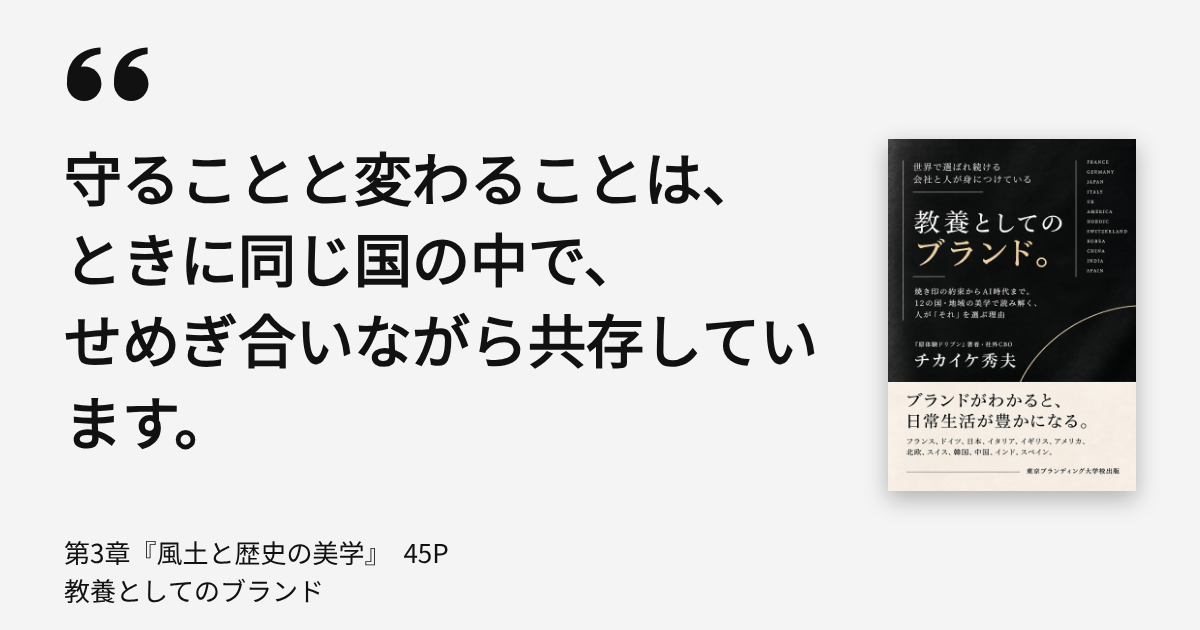 “
守ることと変わることは、
ときに同じ国の中で、
せめぎ合いながら共存してい
ます。
第3章『風土と歴史の美学』 45P
教養としてのブランド
世界で選ばれ続ける
会社と人が身につけている
教養としての
ブランド。
焼き印の約束からAI時代まで。
12の国・地域の美学で読み解く、
人が「それ」を選ぶ理由
『原体験ドリブン』著者・社外CBO
チカイケ秀夫
FRANCE
GERMANY
JAPAN
ITALY
UK
AMERICA
NORDIC
SWITZERLAND
KOREA
CHINA
INDIA
SPAIN
ブランドがわかると、
日常生活が豊かになる。
フランス、ドイツ、日本、イタリア、イギリス、アメリカ、
北欧、スイス、韓国、中国、インド、スペイン。
東京ブランディング大学校出版